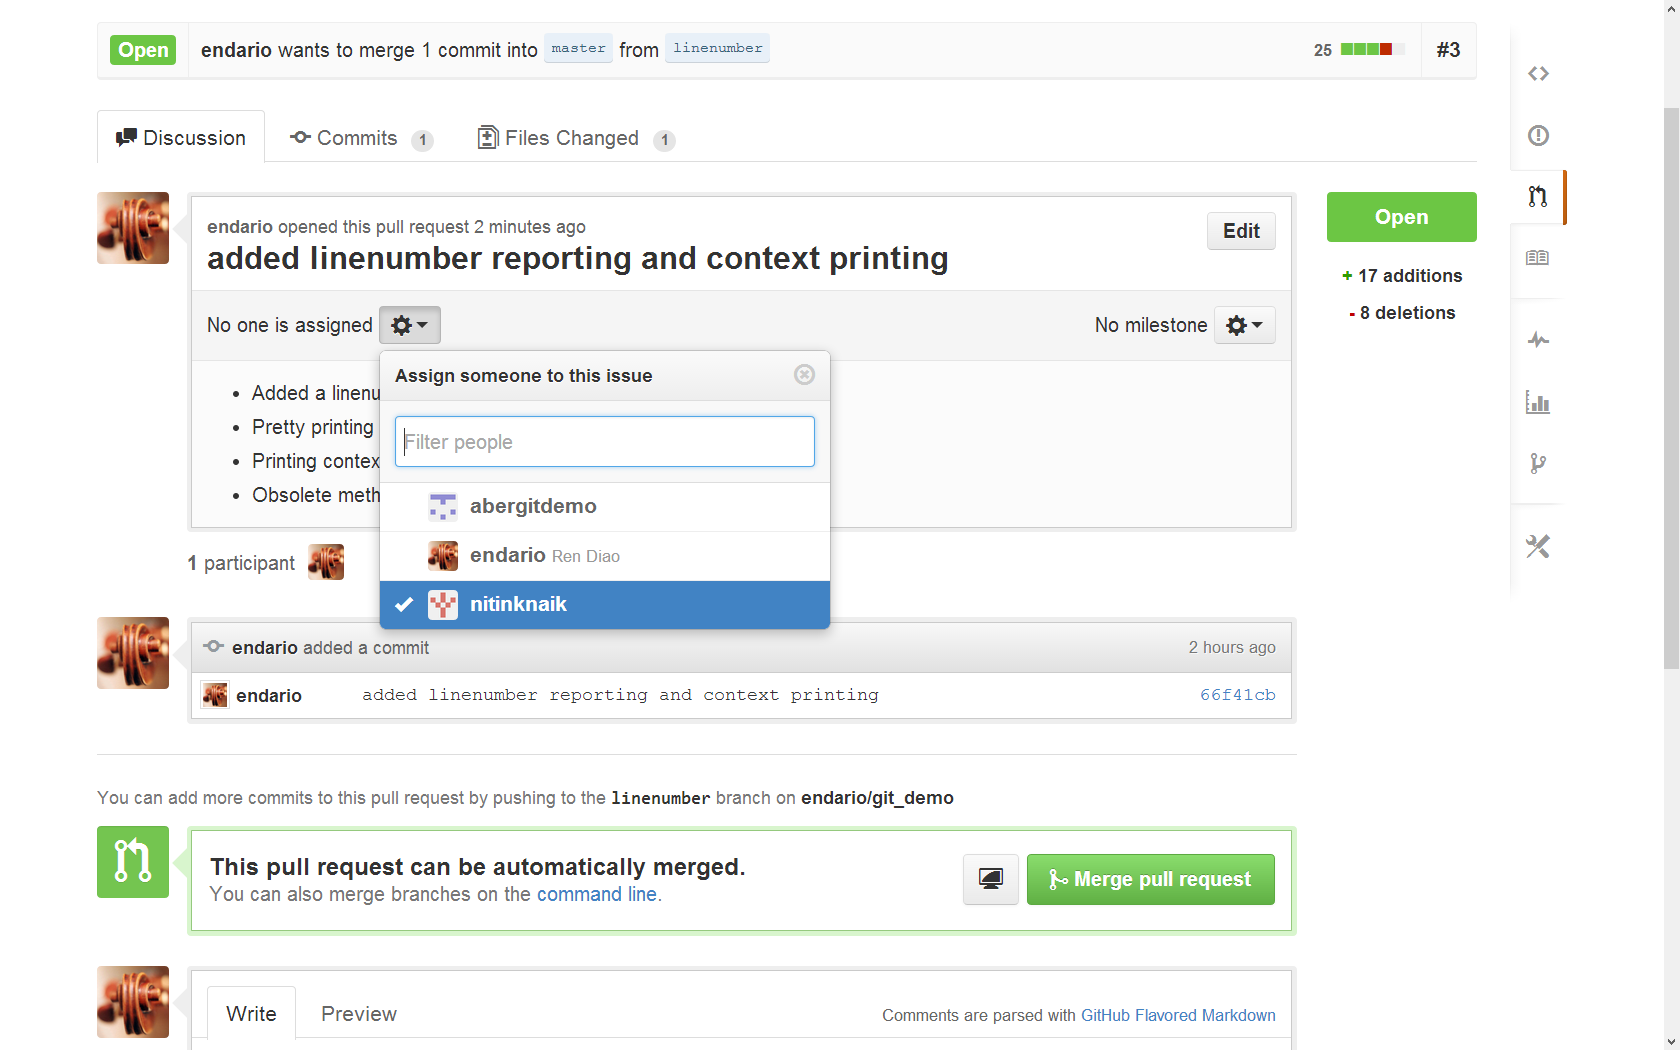 Open endario wants to merge 1 commit into master from linenumber 25 #3
Discussion Commits 1 Files Changed 1
endario opened this pull request 2 minutes ago
Edit
Open
added linenumber reporting and context printing
+ 17 additions
- 8 deletions
No one is assigned No milestone
Assign someone to this issue
Filter people
abergitdemo
endario Ren Diao
nitinknaik
• Added a
• Pretty printing
• Printing
• Obsolete
1 participant
endario added a commit 2 hours ago
endario added linenumber reporting and context printing 66f41cb
You can add more commits to this pull request by pushing to the linenumber branch on endario/git_demo
This pull request can be automatically merged.
You can also merge branches on the command line.
Merge pull request
Write Preview Comments are parsed with GitHub Flavored Markdown